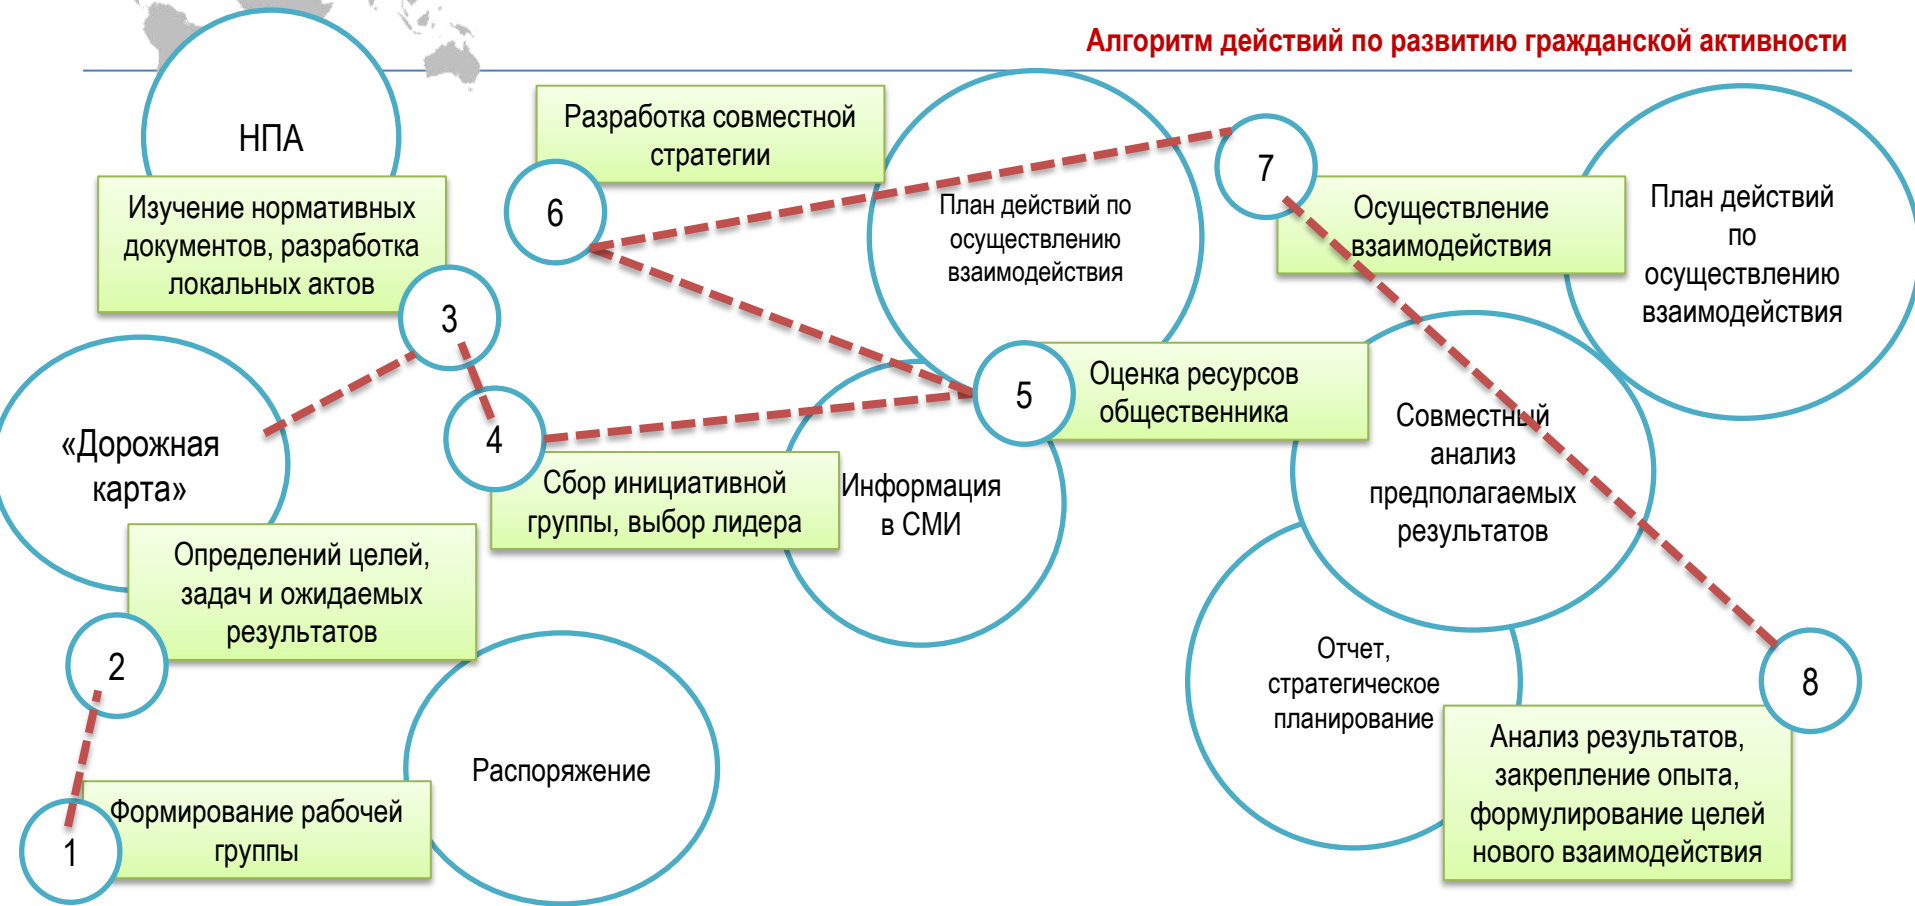 Алгоритм действий по развитию гражданской активности
НПА
Изучение нормативных
документов, разработка
локальных актов
3
«Дорожная
карта»
Определений целей,
задач и ожидаемых
результатов
2
Распоряжение
Формирование рабочей
группы
1
Разработка совместной
стратегии
6
План действий по
осуществлению
взаимодействия
4
Сбор инициативной
группы, выбор лидера
Информация
в СМИ
5
Оценка ресурсов
общественника
7
Осуществление
взаимодействия
План действий
по
осуществлению
взаимодействия
Совместный
анализ
предполагаемых
результатов
Отчет,
стратегическое
планирование
8
Анализ результатов,
закрепление опыта,
формулирование целей
нового взаимодействия